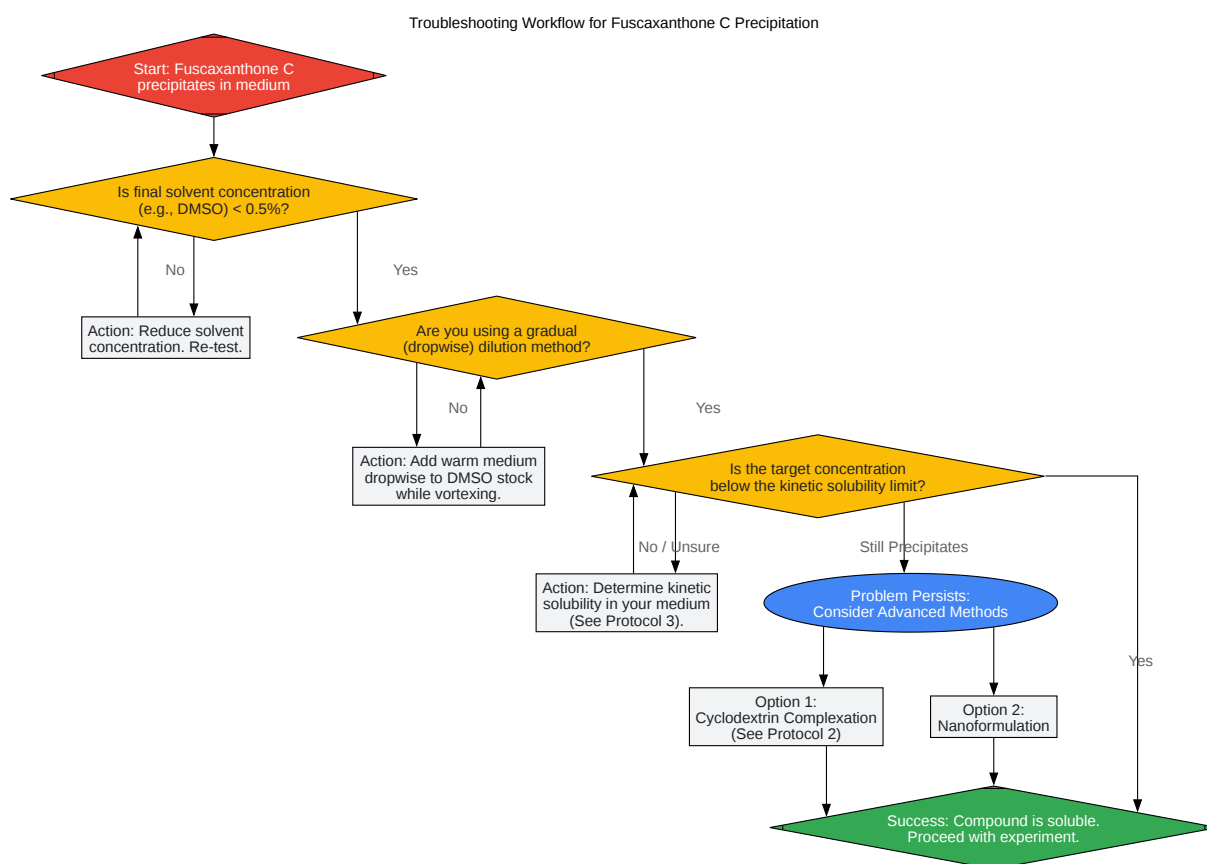 Troubleshooting Workflow for Fuscaxanthone C Precipitation
Start: Fuscaxanthone C
precipitates in medium
Is final solvent concentration
(e.g., DMSO) < 0.5%?
No
Yes
Action: Reduce solvent
concentration. Re-test.
Are you using a gradual
(dropwise) dilution method?
No
Yes
Action: Add warm medium
dropwise to DMSO stock
while vortexing.
Is the target concentration
below the kinetic solubility limit?
No / Unsure
Still Precipitates
Yes
Action: Determine kinetic
solubility in your medium
(See Protocol 3).
Problem Persists:
Consider Advanced Methods
Option 1:
Cyclodextrin Complexation
(See Protocol 2)
Option 2:
Nanoformulation
Success: Compound is soluble.
Proceed with experiment.